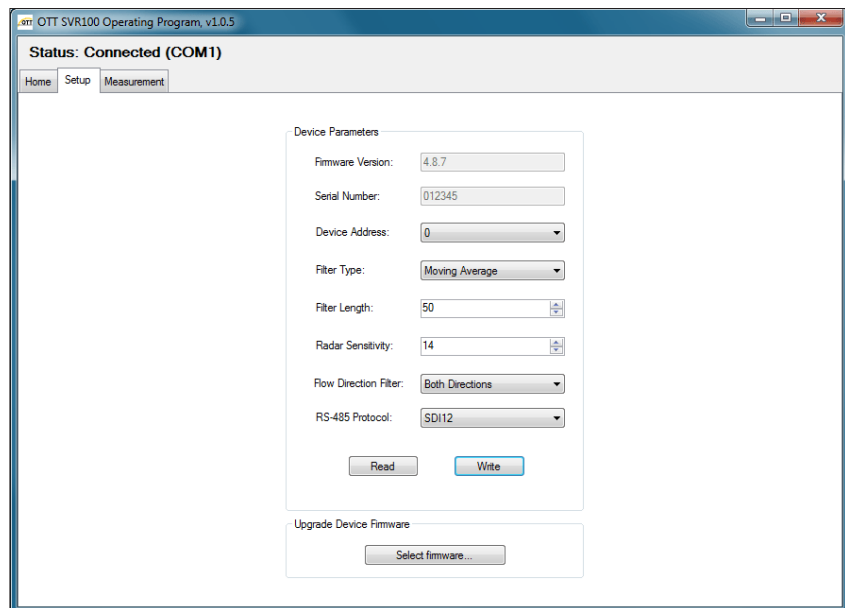 OTT OTT SVR100 Operating Program, v1.0.5
Status: Connected (COM1)
Home Setup Measurement
Device Parameters
Firmware Version: 4.8.7
Serial Number: 012345
Device Address: 0
Filter Type: Moving Average
Filter Length: 50
Radar Sensitivity: 14
Flow Direction Filter: Both Directions
RS-485 Protocol: SDI12
Read Write
Upgrade Device Firmware
Select firmware...